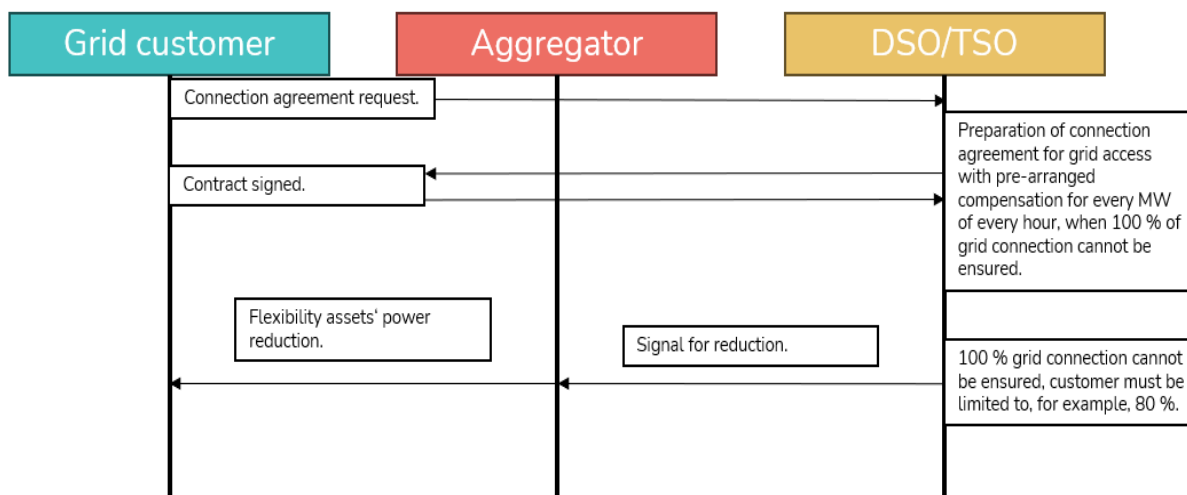 Grid customer
Aggregator
DSO/TSO
Connection agreement request.
Preparation of connection
agreement for grid access
with pre-arranged
compensation for every MW
of every hour, when 100 % of
grid connection cannot be
ensured.
Contract signed.
Flexibility assets‘ power
reduction.
Signal for reduction.
100 % grid connection cannot
be ensured, customer must be
limited to, for example, 80 %.